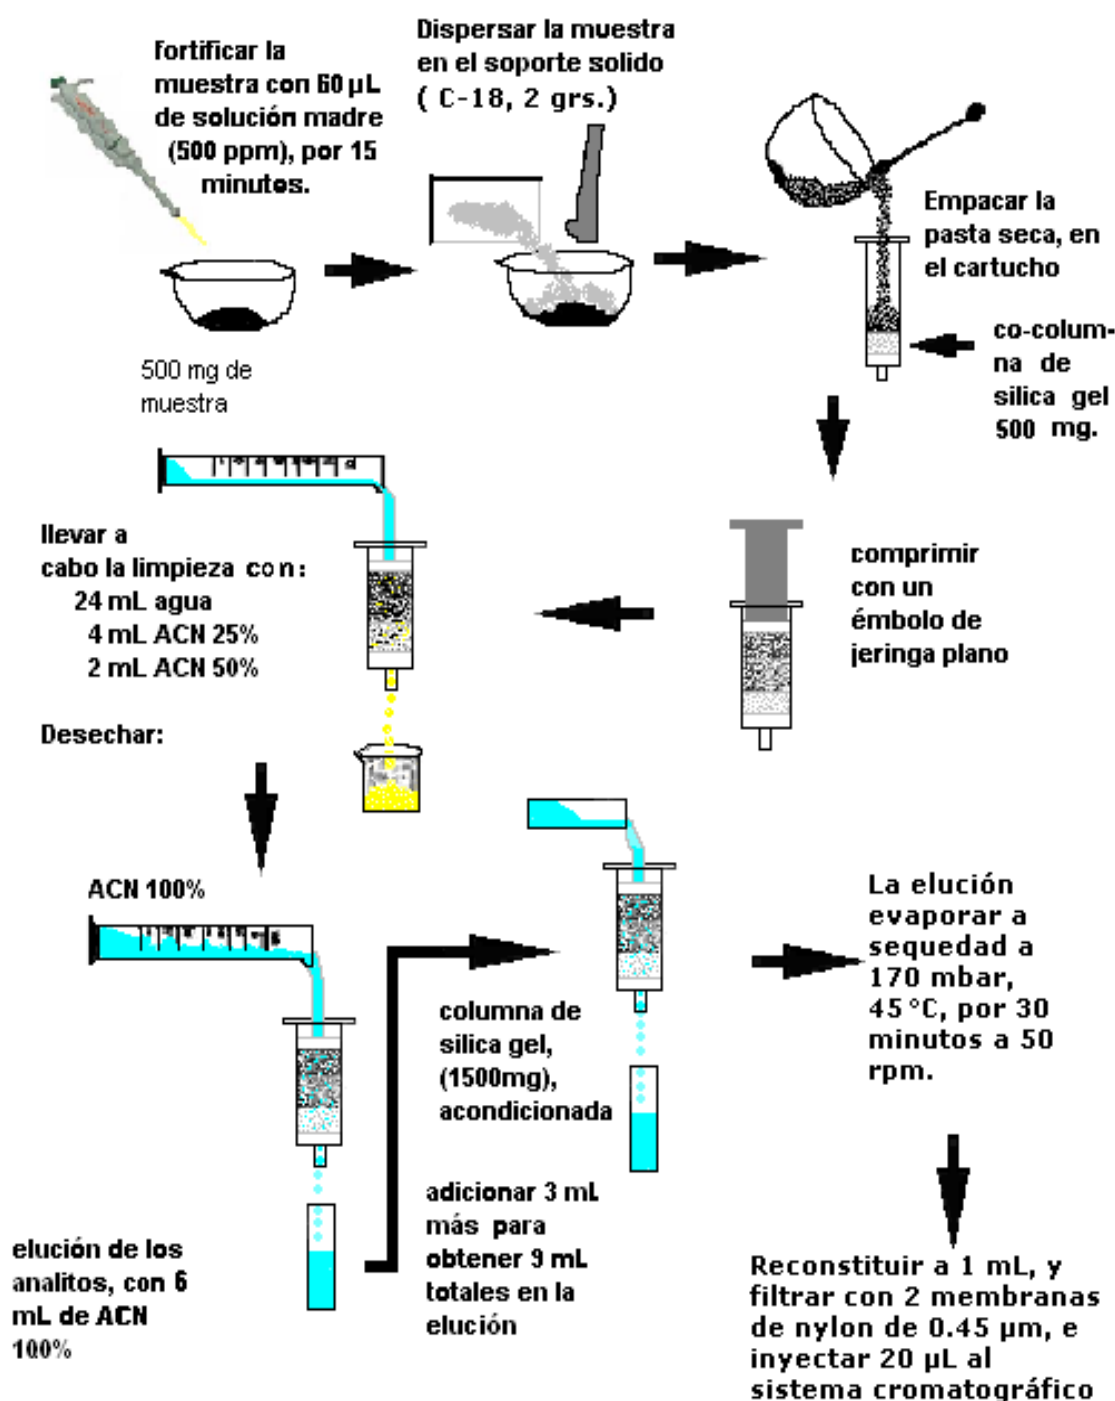 fortificar la
muestra con 60 µL
de solución madre
(500 ppm), por 15
minutos.
Dispersar la muestra
en el soporte solido
( C-18, 2 grs.)
500 mg de
muestra
Empacar la
pasta seca, en
el cartucho
co-colum-
na de
silica gel
500 mg.
comprimir
con un
émbolo de
jeringa plano
llevar a
cabo la limpieza con:
24 mL agua
4 mL ACN 25%
2 mL ACN 50%
Desechar:
ACN 100%
elución de los
analitos, con 6
mL de ACN
100%
columna de
silica gel,
(1500mg),
acondicionada
adicionar 3 mL
más para
obtener 9 mL
totales en la
elución
La elución
evaporar a
sequedad a
170 mbar,
45°C, por 30
minutos a 50
rpm.
Reconstituir a 1 mL, y
filtrar con 2 membranas
de nylon de 0.45 µm, e
inyectar 20 µL al
sistema cromatográfico